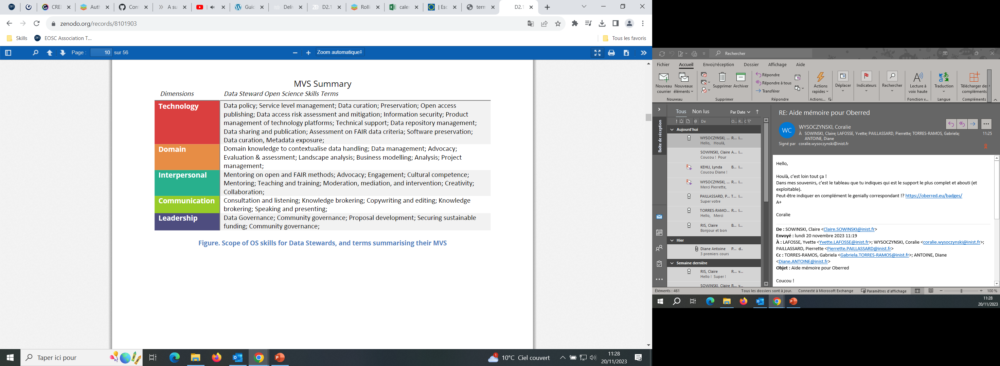 CRE
Auth
Con
A su
Guid
Deliv
D2.1
Rolli
cale
| Eso
term
D2.1
zenodo.org/records/8101903
Skills
EOSC Association T...
Tous les favoris
Page :
10
sur 56
Zoom automatique
MVS Summary
Dimensions
Data Steward Open Science Skills Terms
Technology
Data policy; Service level management; Data curation; Preservation; Open access
publishing; Data access risk assessment and mitigation; Information security; Product
management of technology platforms; Technical support; Data repository management;
Data sharing and publication; Assessment on FAIR data criteria; Software preservation;
Data curation, Metadata exposure;
Domain
Domain knowledge to contextualise data handling; Data management; Advocacy;
Evaluation & assessment; Landscape analysis; Business modelling; Analysis; Project
management;
Interpersonal
Mentoring on open and FAIR methods; Advocacy; Engagement; Cultural competence;
Mentoring; Teaching and training; Moderation, mediation, and intervention; Creativity;
Collaboration;
Communication
Consultation and listening; Knowledge brokering; Copywriting and editing; Knowledge
brokering; Speaking and presenting;
Leadership
Data Governance; Community governance; Proposal development; Securing sustainable
funding; Community governance;
Figure. Scope of OS skills for Data Stewards, and terms summarising their MVS
Taper ici pour
1
10°C Ciel couvert
11:28
20/11/2023
Rechercher
Fichier
Accueil
Envoi/réception
Dossier
Affichage
Aide
Nouveau
courrier
Nouveaux
éléments
Supprimer
Archiver
Répondre
Répondre à tous
Transférer
Actions
rapides
Déplacer
Indicateurs
Rechercher
Lecture à
voix haute
Traduction
Télécharger des
compléments
Nouveau
Supprimer
Répondre
Actions...
Fonction v...
Langue
Compléments
Boîte de réception
Tous
Non lus
Par Date
De
O...
R..
C
Aujourd'hui
WYSOCZYNSKI, ... R... I...
Hello, Houlà,
SOWINSKI, Claire A... I...
Coucou ! Pour
KEHLI, Lynda B... I...
Coucou Diane !
WYSOCZYNSKI, ... R... I...
Merci Pierrette,
PAILLASSARD, P... T... I...
Super votre
TORRES-RAMO... R... I...
Hello, Merci
RIS, Claire B... I...
Bonjour et bon
Hier
Diane Antoine P... d..
3 premiers cours
Semaine dernière
RIS, Claire R... v...
Hello ! Super !
SOWINSKI, Claire R... v...
RE: Aide mémoire pour Oberred
WC
WYSOCZYNSKI, Coralie
À SOWINSKI, Claire; LAFOSSE, Yvette; PAILLASSARD, Pierrette; TORRES-RAMOS, Gabriela;
ANTOINE, Diane
11:25
Signé par coralie.wysoczynski@inist.fr
Hello,
Houlà, c'est loin tout ça !
Dans mes souvenirs, c'est le tableau que tu indiques qui est le support le plus complet et abouti (et
exploitable).
Peut-être indiquer en complément le genially correspondant !? https://oberred.eu/badges/
A+
Coralie
De : SOWINSKI, Claire <Claire.SOWINSKI@inist.fr>
Envoyé : lundi 20 novembre 2023 11:19
À : LAFOSSE, Yvette <Yvette.LAFOSSE@inist.fr>; WYSOCZYNSKI, Coralie <coralie.wysoczynski@inist.fr>;
PAILLASSARD, Pierrette <Pierrette.PAILLASSARD@inist.fr>
Cc : TORRES-RAMOS, Gabriela <Gabriela.TORRES-RAMOS@inist.fr>; ANTOINE, Diane
<Diane.ANTOINE@inist.fr>
Objet : Aide mémoire pour Oberred
Coucou !
Éléments : 461
Tous les dossiers sont à jour.
Connecté à Microsoft Exchange
Paramètres d'affichage
100 %
11:28
20/11/2023